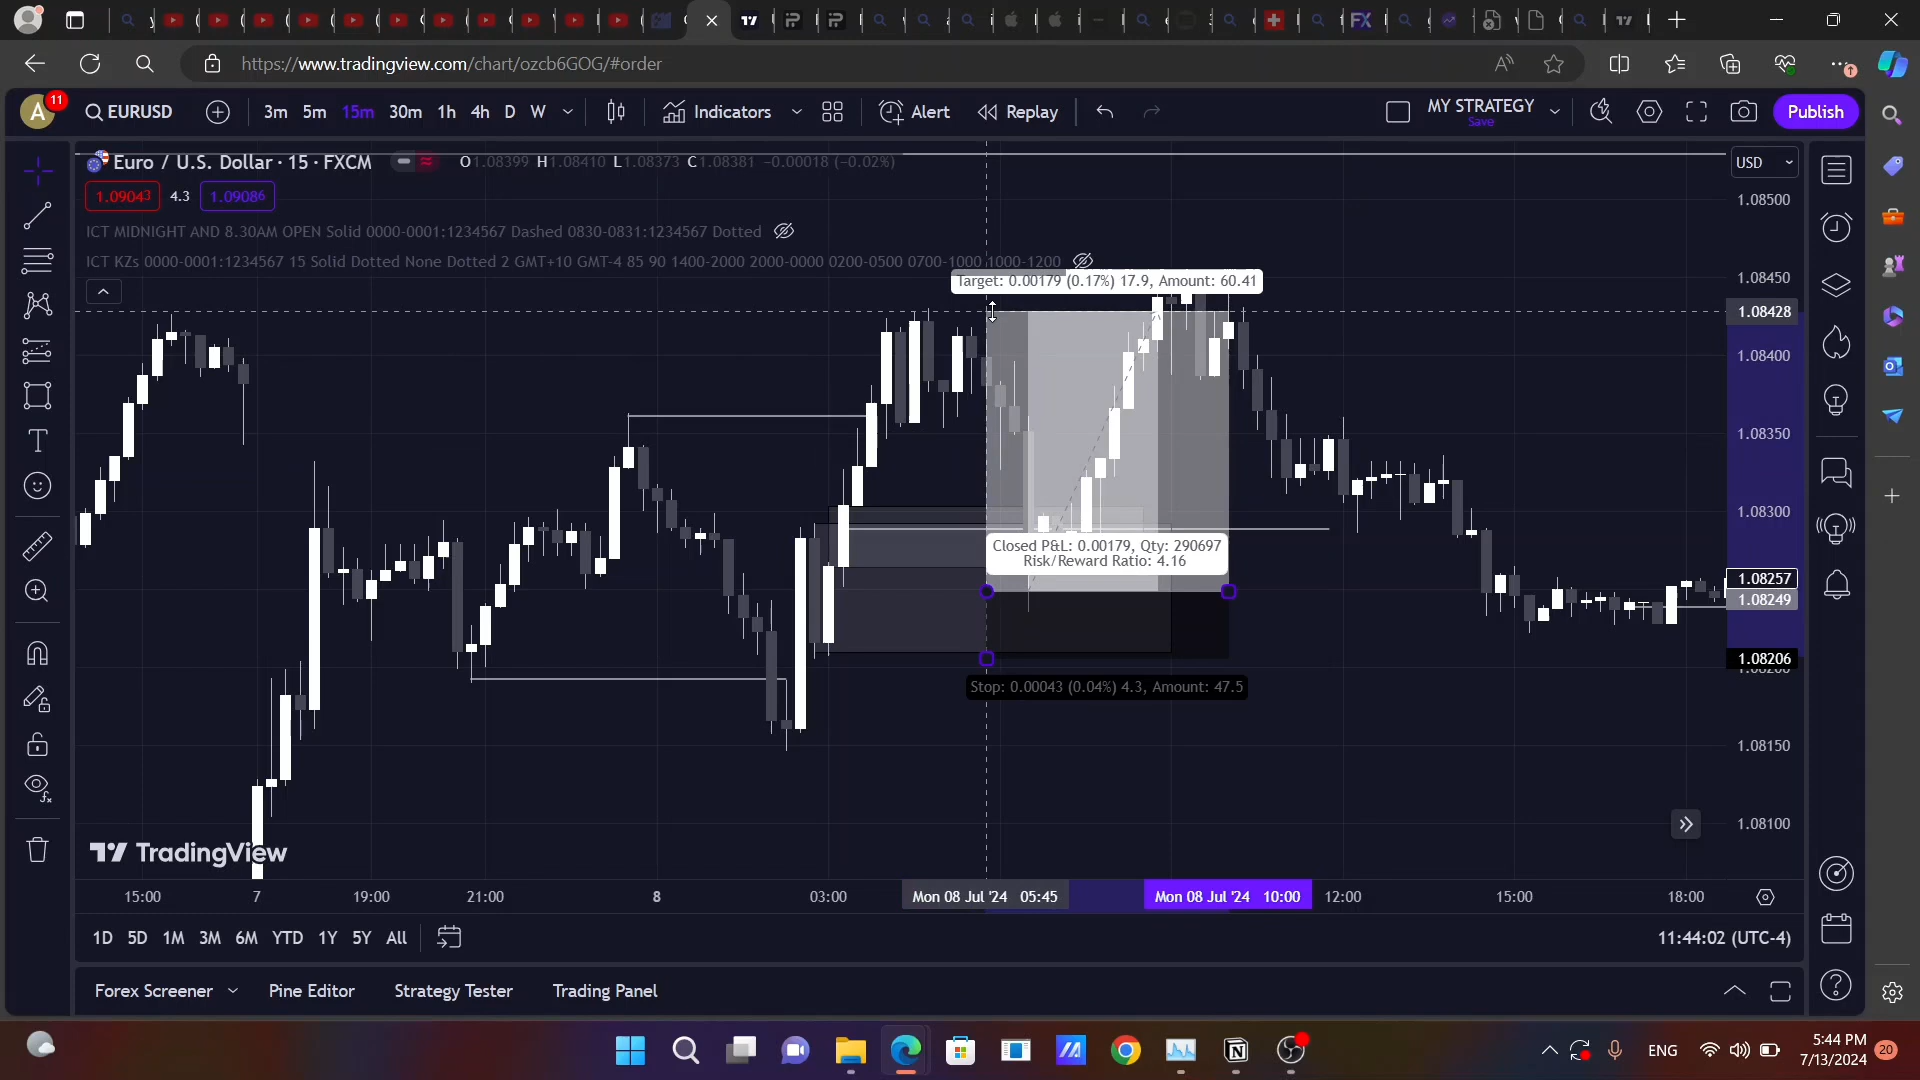 https://www.tradingview.com/chart/ozcb6GOG/#order
A 11 EURUSD 3m 5m 15m 30m 1h 4h D W Indicators Alert Replay MY STRATEGY Save Publish
Euro / U.S. Dollar · 15 · FXCM O1.08399 H1.08410 L1.08373 C1.08381 −0.00018 (−0.02%) USD
1.09043 4.3 1.09086
ICT MIDNIGHT AND 8.30AM OPEN Solid 0000-0001:1234567 Dashed 0830-0831:1234567 Dotted
ICT KZs 0000-0001:1234567 15 Solid Dotted None Dotted 2 GMT+10 GMT-4 85 90 1400-2000 2000-0000 0200-0500 0700-1000 1000-1200
Target: 0.00179 (0.17%) 17.9, Amount: 60.41
Closed P&L: 0.00179, Qty: 290697
Risk/Reward Ratio: 4.16
Stop: 0.00043 (0.04%) 4.3, Amount: 47.5
1.08500
1.08450
1.08428
1.08400
1.08350
1.08300
1.08257
1.08249
1.08206
1.08150
1.08100
TradingView
15:00 7 19:00 21:00 8 03:00 Mon 08 Jul '24 05:45 Mon 08 Jul '24 10:00 12:00 15:00 18:00
1D 5D 1M 3M 6M YTD 1Y 5Y All 11:44:02 (UTC-4)
Forex Screener Pine Editor Strategy Tester Trading Panel
ENG 5:44 PM
7/13/2024 20